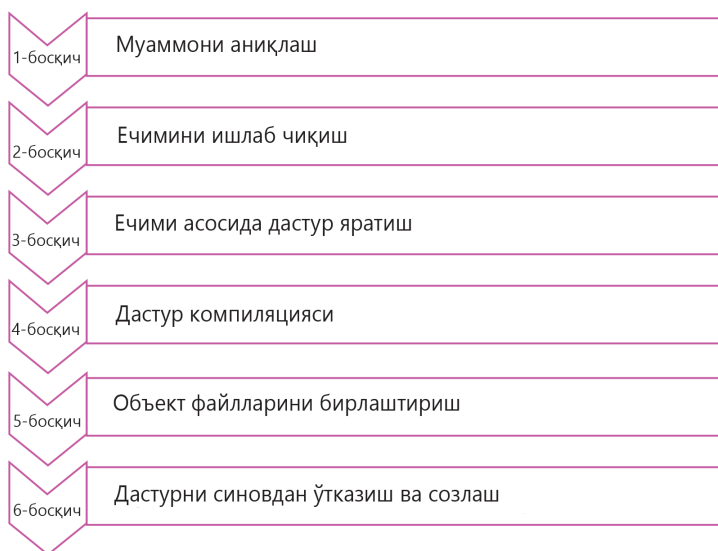 1-босқич
Муаммони аниқлаш
2-босқич
Ечимини ишлаб чиқиш
3-босқич
Ечими асосида дастур яратиш
4-босқич
Дастур компиляцияси
5-босқич
Объект файлларини бирлаштириш
6-босқич
Дастурни синовдан ўтказиш ва созлаш